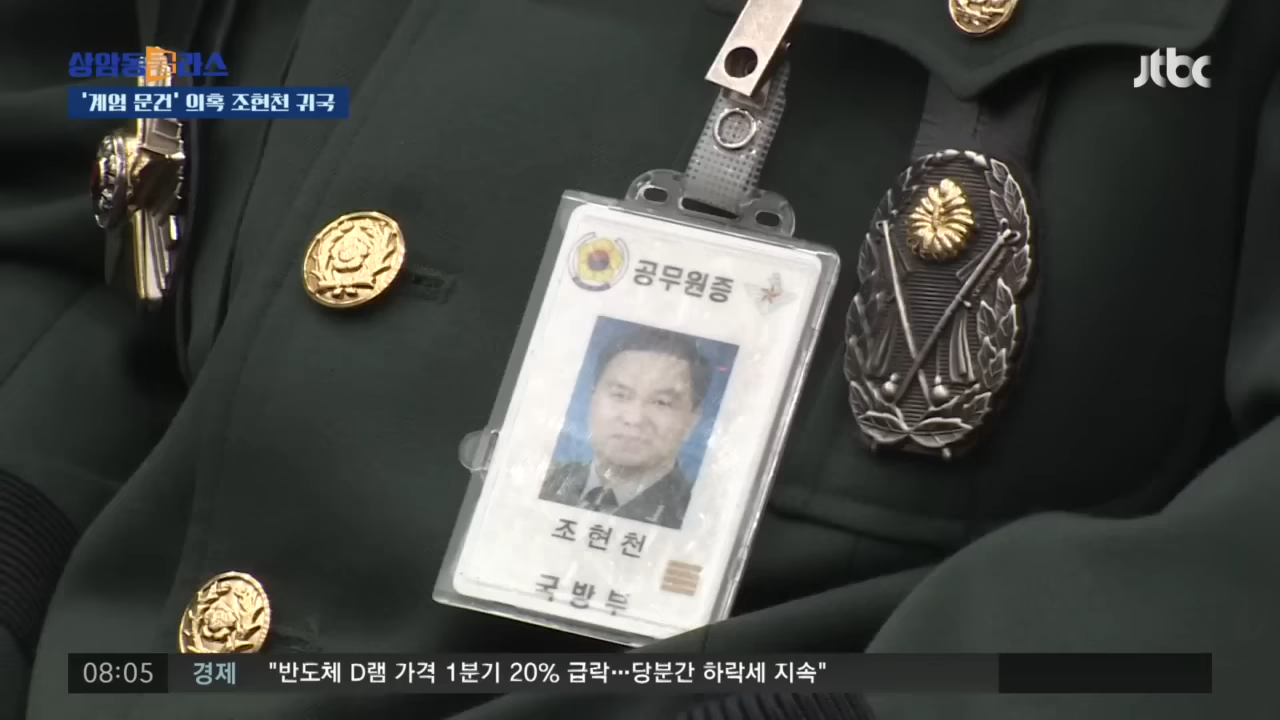 상암동 클라스
jtbc
'계엄 문건' 의혹 조현천 귀국
공무원증
조현천
국방부
08:05 경제 "반도체 D램 가격 1분기 20% 급락…당분간 하락세 지속"